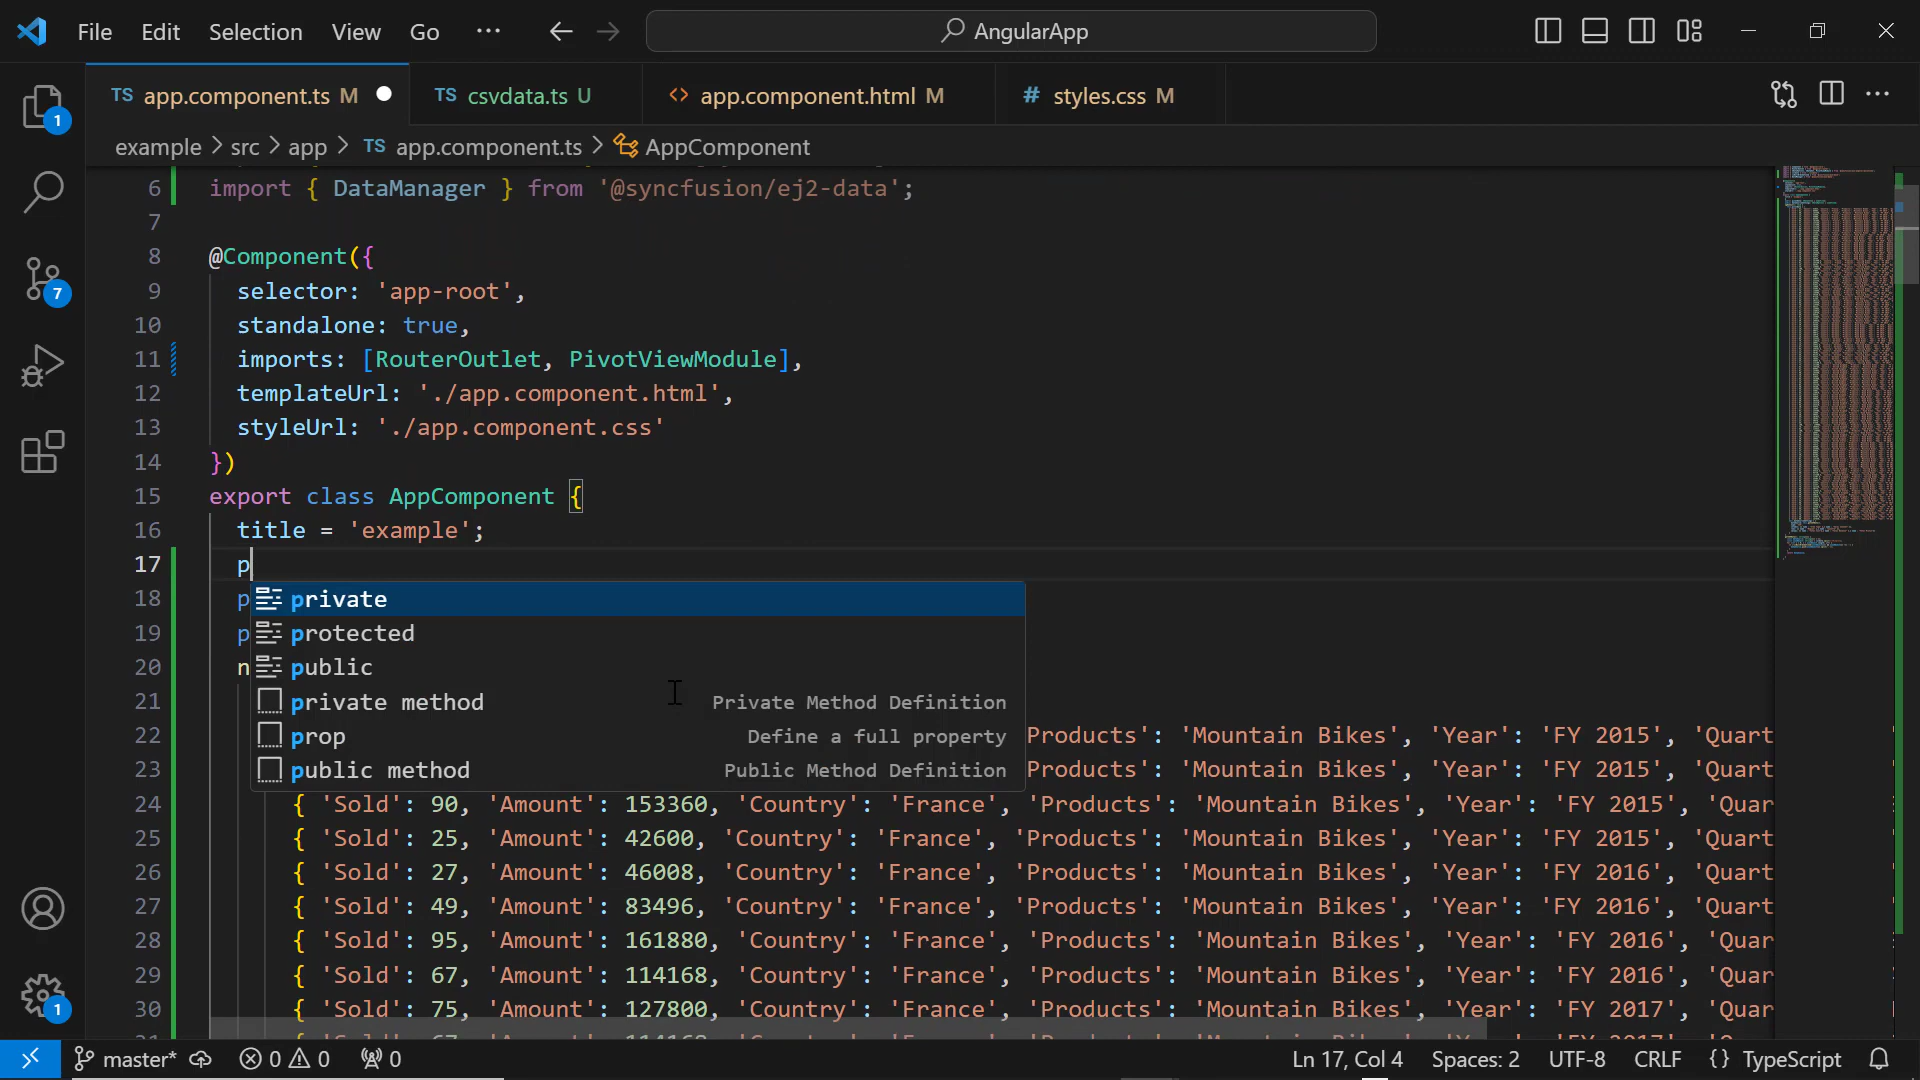 File Edit Selection View Go ··· AngularApp
TS app.component.ts M TS csvdata.ts U <> app.component.html M # styles.css M
example > src > app > TS app.component.ts > AppComponent
6 import { DataManager } from '@syncfusion/ej2-data';
7
8 @Component({
9 selector: 'app-root',
10 standalone: true,
11 imports: [RouterOutlet, PivotViewModule],
12 templateUrl: './app.component.html',
13 styleUrl: './app.component.css'
14 })
15 export class AppComponent {
16 title = 'example';
17 p
18 p private
19 p protected
20 n public
21 private method Private Method Definition
22 prop Define a full property Products': 'Mountain Bikes', 'Year': 'FY 2015', 'Quart
23 public method Public Method Definition Products': 'Mountain Bikes', 'Year': 'FY 2015', 'Quart
24 { 'Sold': 90, 'Amount': 153360, 'Country': 'France', 'Products': 'Mountain Bikes', 'Year': 'FY 2015', 'Quar
25 { 'Sold': 25, 'Amount': 42600, 'Country': 'France', 'Products': 'Mountain Bikes', 'Year': 'FY 2015', 'Quart
26 { 'Sold': 27, 'Amount': 46008, 'Country': 'France', 'Products': 'Mountain Bikes', 'Year': 'FY 2016', 'Quart
27 { 'Sold': 49, 'Amount': 83496, 'Country': 'France', 'Products': 'Mountain Bikes', 'Year': 'FY 2016', 'Quart
28 { 'Sold': 95, 'Amount': 161880, 'Country': 'France', 'Products': 'Mountain Bikes', 'Year': 'FY 2016', 'Quar
29 { 'Sold': 67, 'Amount': 114168, 'Country': 'France', 'Products': 'Mountain Bikes', 'Year': 'FY 2016', 'Quar
30 { 'Sold': 75, 'Amount': 127800, 'Country': 'France', 'Products': 'Mountain Bikes', 'Year': 'FY 2017', 'Quar
1
7
1
master* 0 0 0 Ln 17, Col 4 Spaces: 2 UTF-8 CRLF {} TypeScript